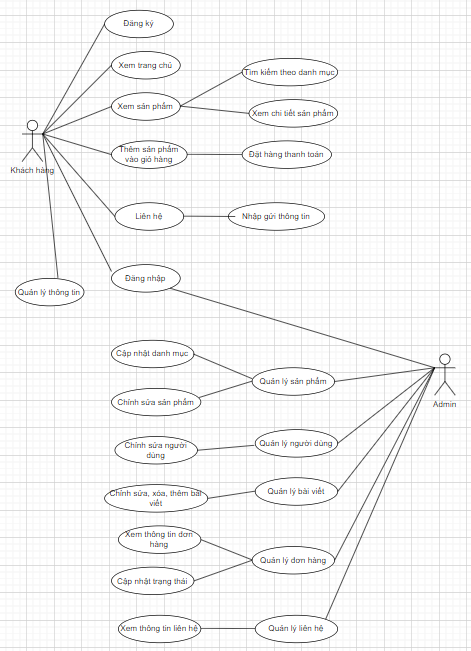 Đăng ký
Xem trang chủ
Xem sản phẩm
Tìm kiếm theo danh mục
Xem chi tiết sản phẩm
Khách hàng
Thêm sản phẩm
vào giỏ hàng
Đặt hàng thanh toán
Liên hệ
Nhập gửi thông tin
Đăng nhập
Quản lý thông tin
Cập nhật danh mục
Quản lý sản phẩm
Chỉnh sửa sản phẩm
Admin
Chỉnh sửa người
dùng
Quản lý người dùng
Chỉnh sửa, xóa, thêm bài
viết
Quản lý bài viết
Xem thông tin đơn
hàng
Quản lý đơn hàng
Cập nhật trạng thái
Xem thông tin liên hệ
Quản lý liên hệ